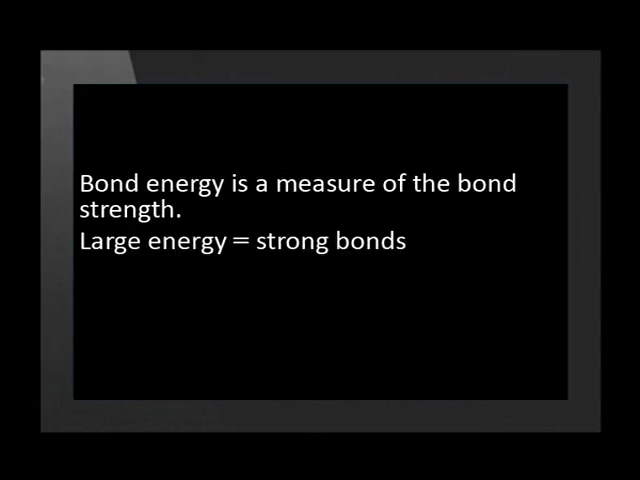 Bond energy is a measure of the bond
strength.
Large energy = strong bonds